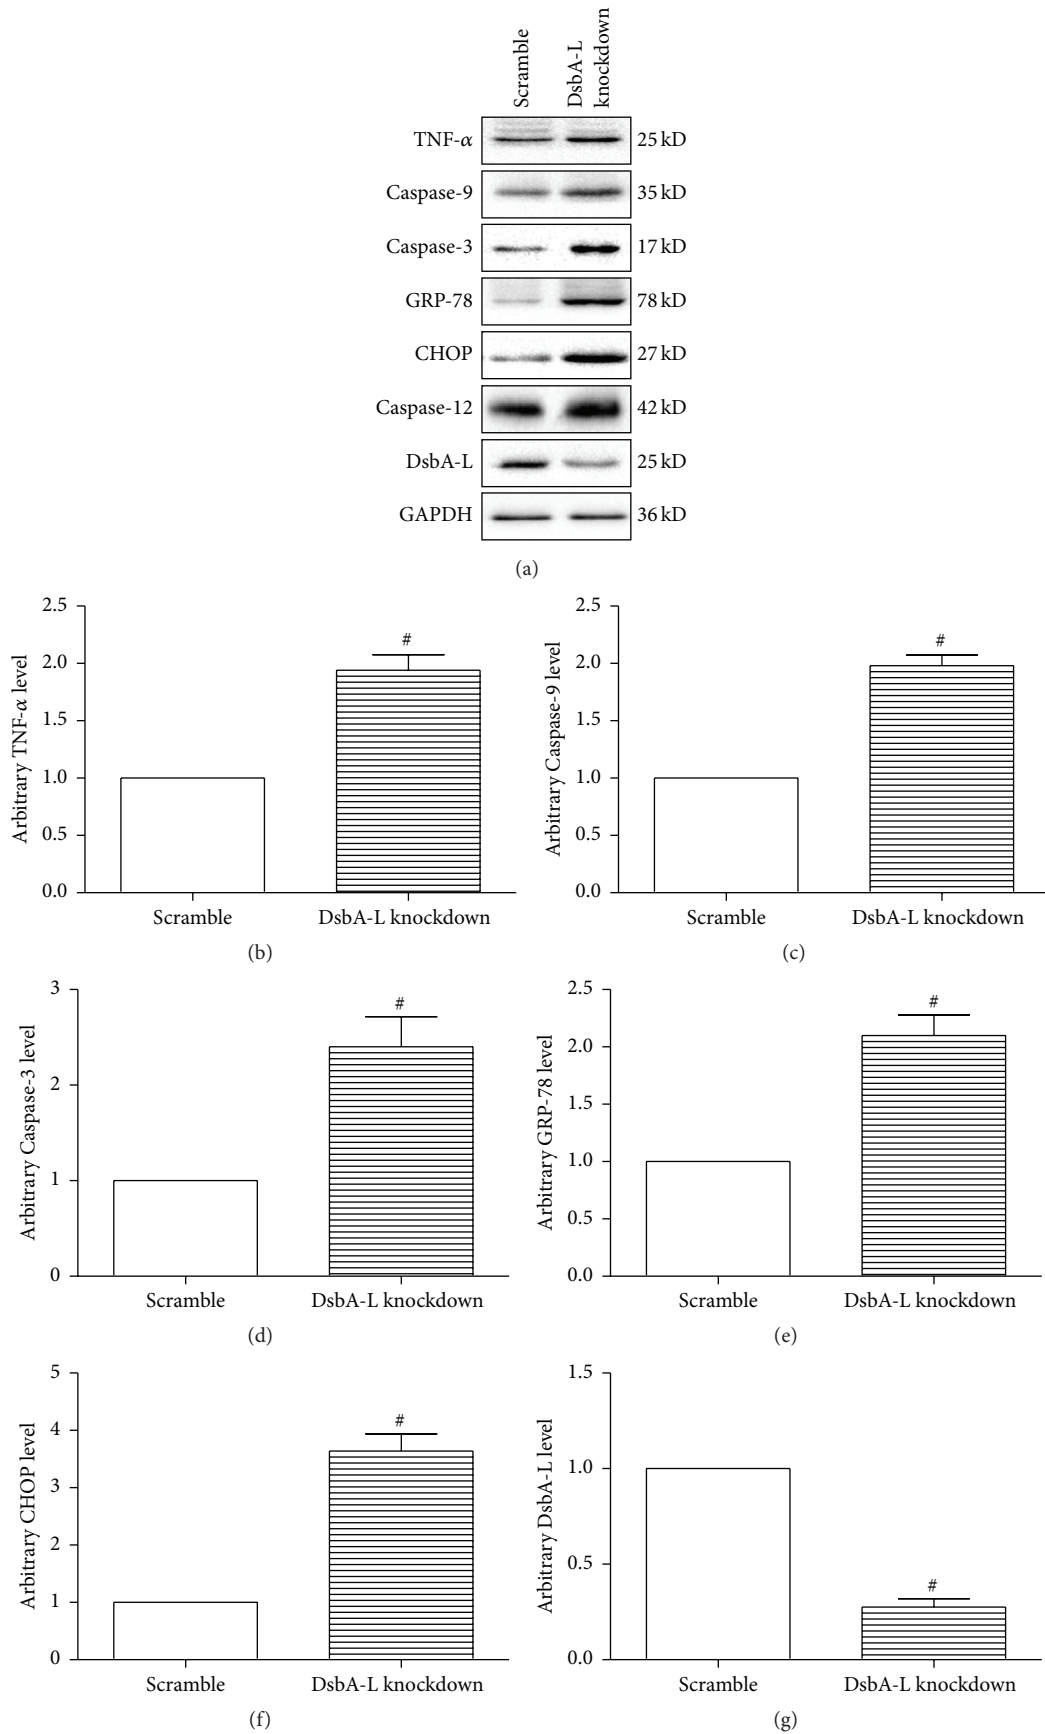 Scramble
DsbA-L
knockdown
TNF-α 25 kD
Caspase-9 35 kD
Caspase-3 17 kD
GRP-78 78 kD
CHOP 27 kD
Caspase-12 42 kD
DsbA-L 25 kD
GAPDH 36 kD
(a)
Arbitrary TNF-α level
2.5
2.0
1.5
1.0
0.5
0.0
#
Scramble DsbA-L knockdown
(b)
Arbitrary Caspase-9 level
2.5
2.0
1.5
1.0
0.5
0.0
#
Scramble DsbA-L knockdown
(c)
Arbitrary Caspase-3 level
3
2
1
0
#
Scramble DsbA-L knockdown
(d)
Arbitrary GRP-78 level
2.5
2.0
1.5
1.0
0.5
0.0
#
Scramble DsbA-L knockdown
(e)
Arbitrary CHOP level
5
4
3
2
1
0
#
Scramble DsbA-L knockdown
(f)
Arbitrary DsbA-L level
1.5
1.0
0.5
0.0
#
Scramble DsbA-L knockdown
(g)